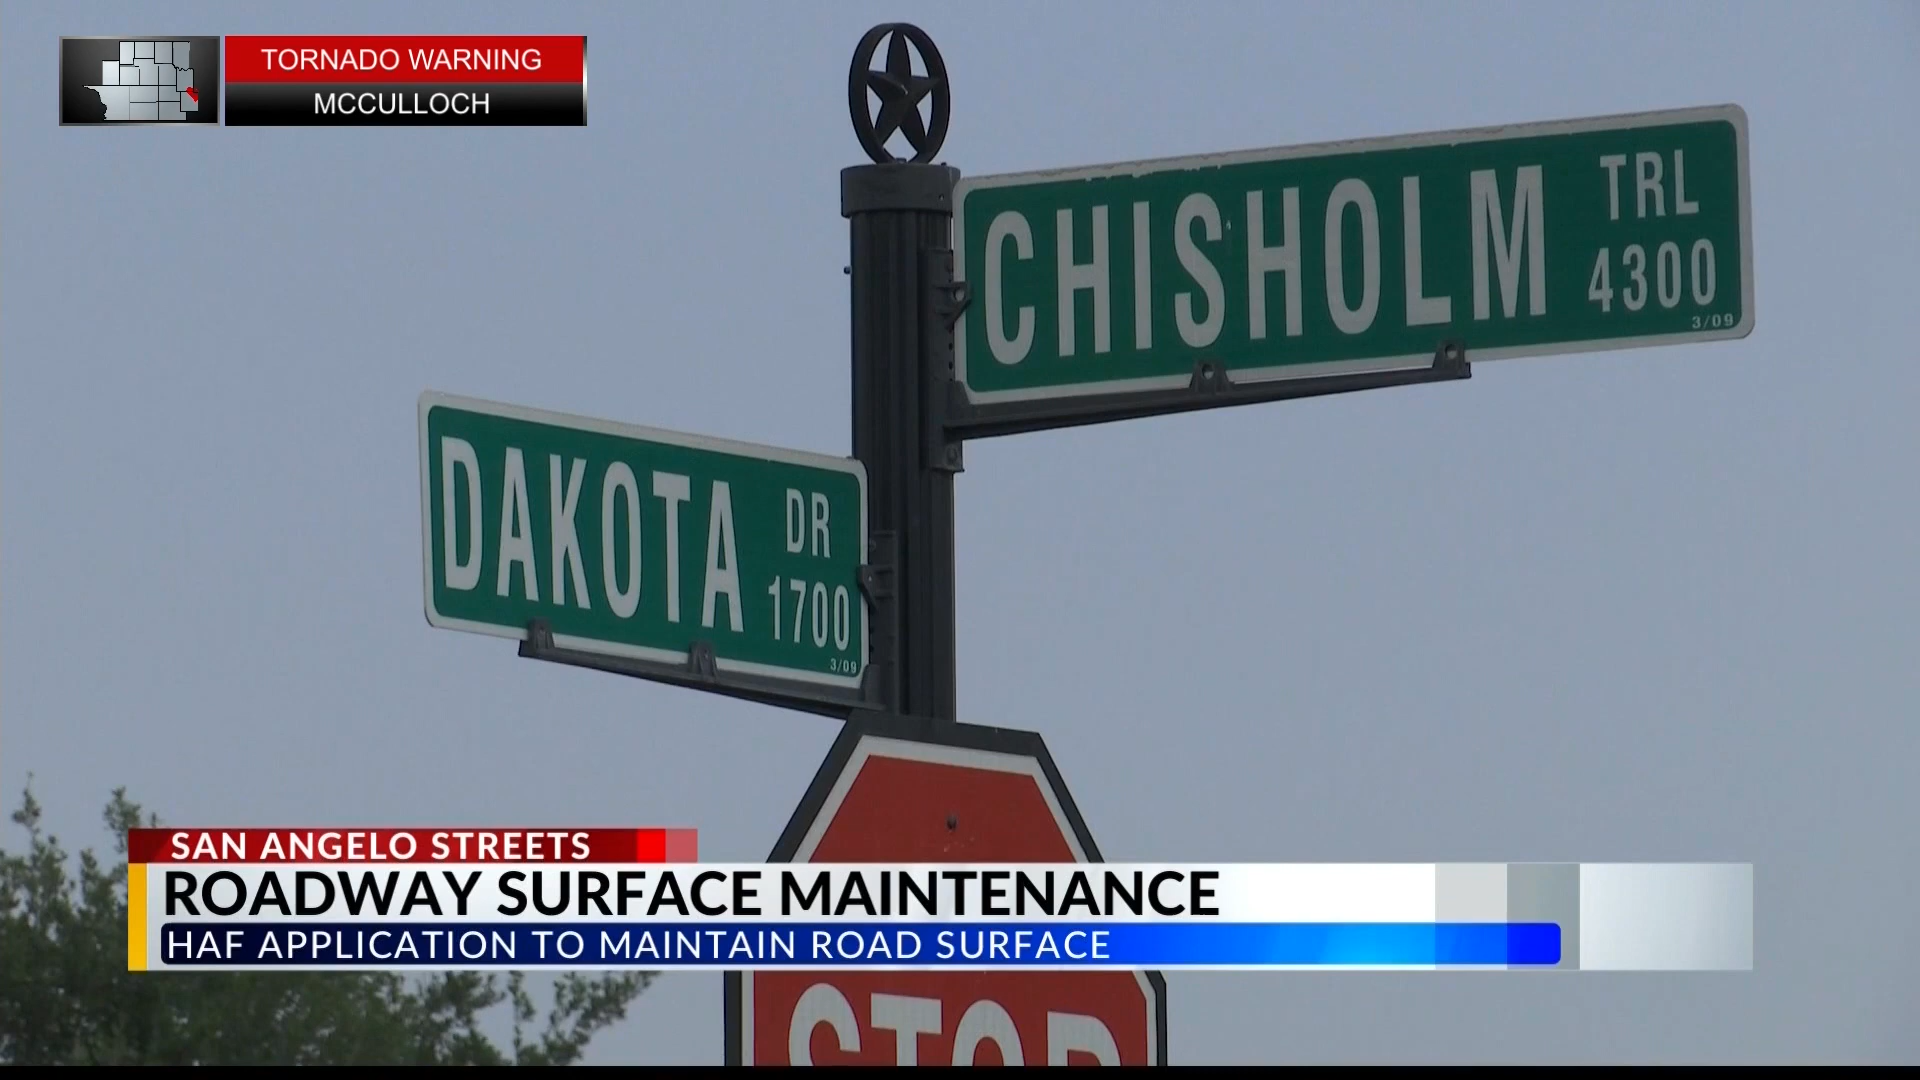 TORNADO WARNING
MCCULLOCH
CHISHOLM TRL
4300
3/09
DAKOTA DR
1700
3/09
SAN ANGELO STREETS
ROADWAY SURFACE MAINTENANCE
HAF APPLICATION TO MAINTAIN ROAD SURFACE
STOP